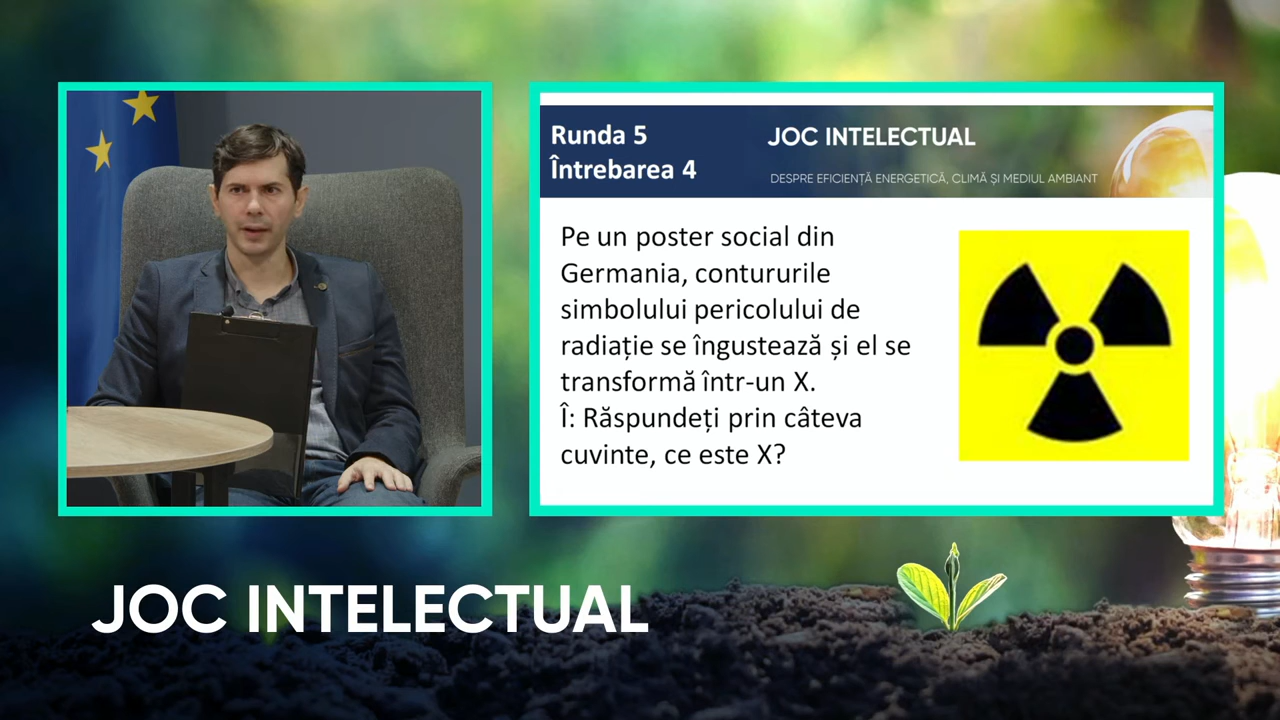 Runda 5
Întrebarea 4
JOC INTELECTUAL
DESPRE EFICIENȚĂ ENERGETICĂ, CLIMĂ ȘI MEDIUL AMBIANT
Pe un poster social din
Germania, contururile
simbolului pericolului de
radiație se îngustează și el se
transformă într-un X.
Î: Răspundeți prin câteva
cuvinte, ce este X?
JOC INTELECTUAL